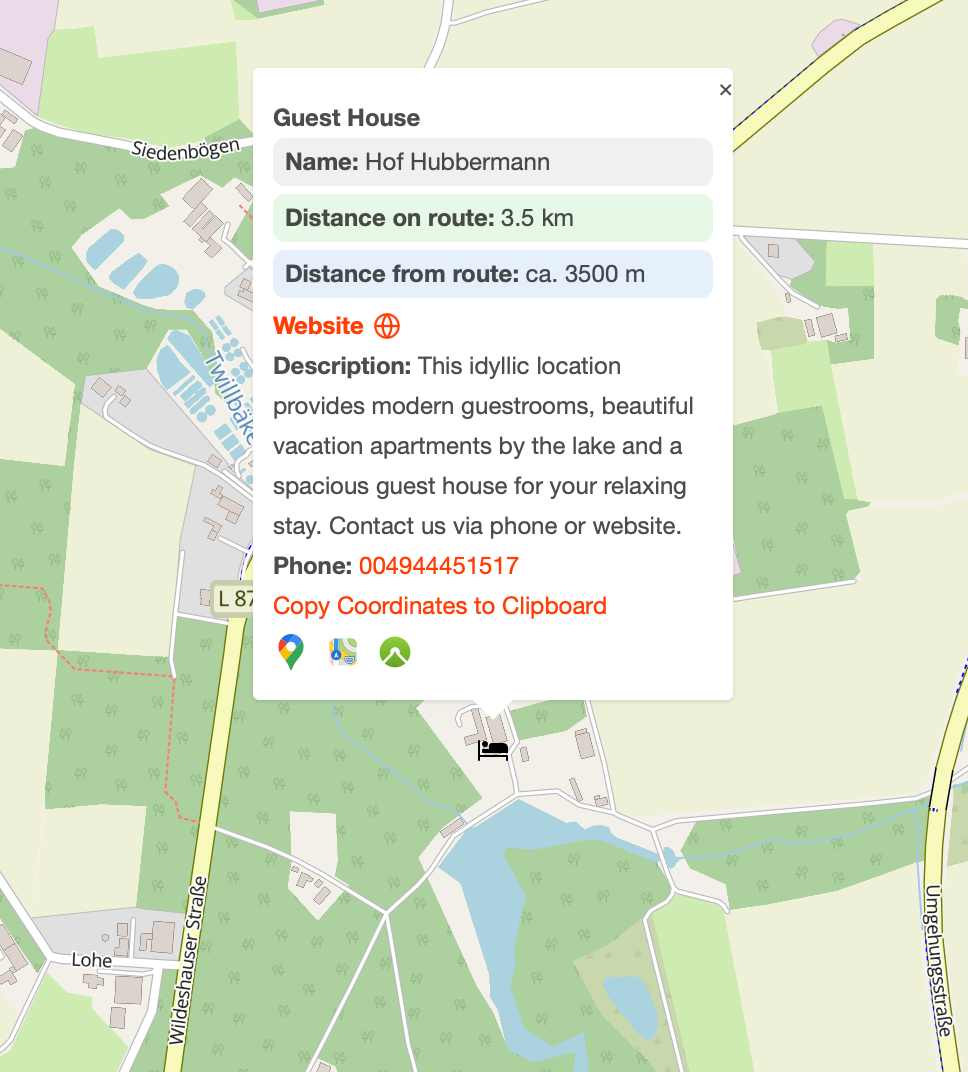 Siedenbögen
×
Guest House
Name: Hof Hubbermann
Distance on route: 3.5 km
Distance from route: ca. 3500 m
Website
Description: This idyllic location
provides modern guestrooms, beautiful
vacation apartments by the lake and a
spacious guest house for your relaxing
stay. Contact us via phone or website.
Phone: 004944451517
Copy Coordinates to Clipboard
Twillbäke
L 87
Lohe
Wildeshauser Straße
Umgehungsstraße